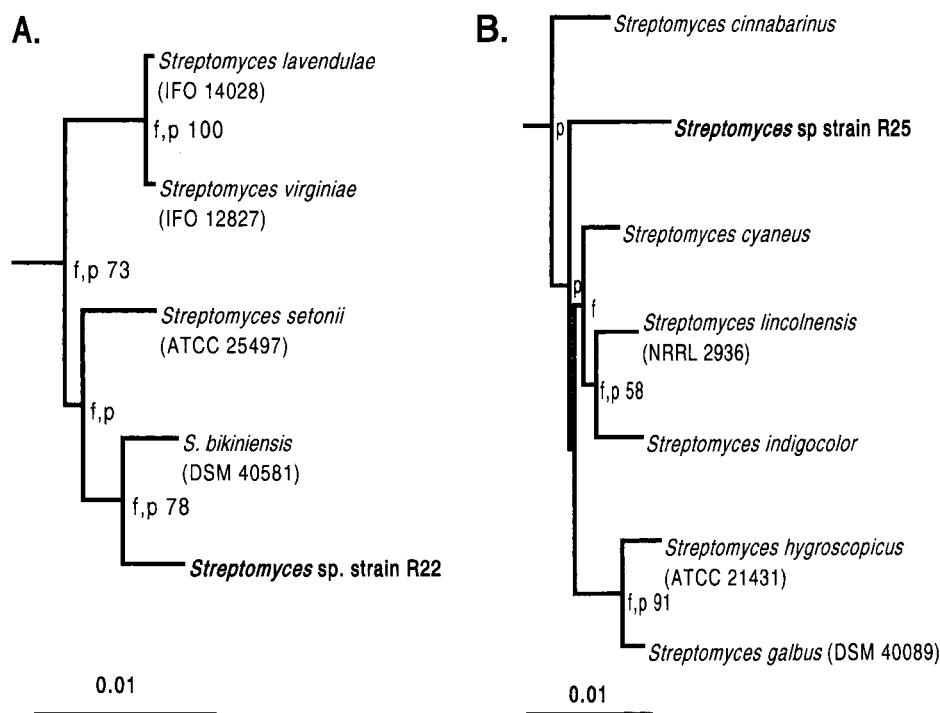 A.
Streptomyces lavendulae
(IFO 14028)
f,p 100
Streptomyces virginiae
(IFO 12827)
f,p 73
Streptomyces setonii
(ATCC 25497)
f,p
S. bikiniensis
(DSM 40581)
f,p 78
Streptomyces sp. strain R22
0.01
B.
Streptomyces cinnabarinus
p
Streptomyces sp strain R25
Streptomyces cyaneus
p
f
Streptomyces lincolnensis
(NRRL 2936)
f,p 58
Streptomyces indigocolor
Streptomyces hygroscopicus
(ATCC 21431)
f,p 91
Streptomyces galbus (DSM 40089)
0.01